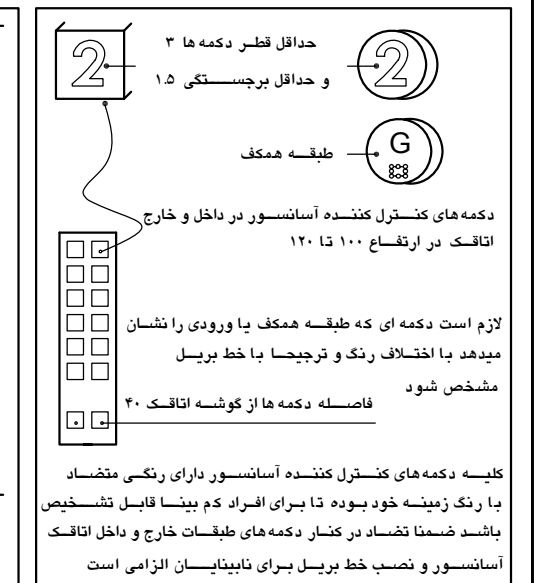 2
2
حداقل قطر دکمه ها ۳
و حداقل برجستگی ۱.۵
G
طبقه همکف
دکمه های کنترل کننده آسانسور در داخل و خارج
اتاقک در ارتفاع ۱۰۰ تا ۱۲۰
لازم است دکمه ای که طبقه همکف یا ورودی را نشان
میدهد با اختلاف رنگ و ترجیحا با خط بریل
مشخص شود
فاصله دکمه ها از گوشه اتاقک ۴۰
کلیه دکمه های کنترل کننده آسانسور دارای رنگی متضاد
با رنگ زمینه خود بوده تا برای افراد کم بینا قابل تشخیص
باشد ضمنا تضاد در کنار دکمه های طبقات خارج و داخل اتاقک
آسانسور و نصب خط بریل برای نابینایان الزامی است